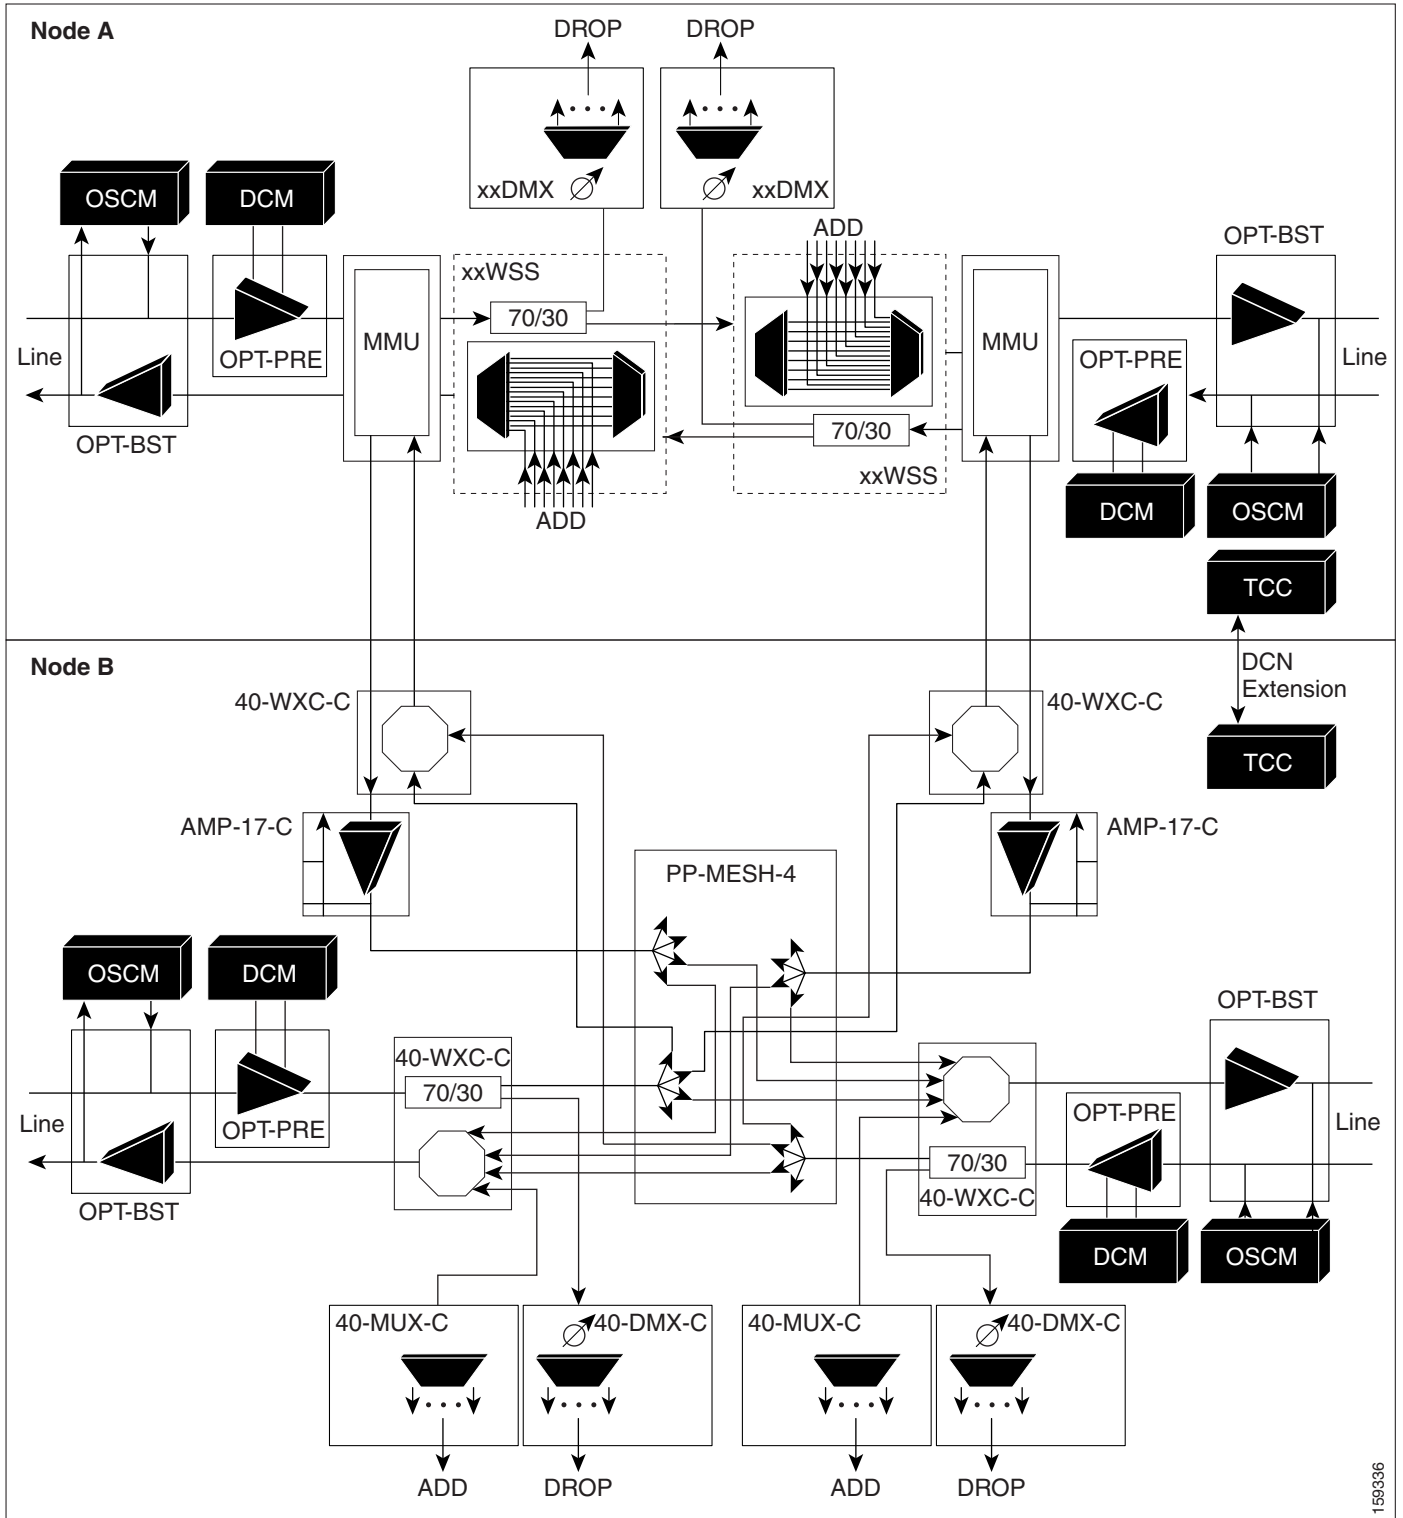 Node A
DROP
DROP
xxDMX
xxDMX
OSCM
DCM
ADD
OPT-BST
xxWSS
70/30
MMU
MMU
Line
OPT-PRE
OPT-PRE
Line
OPT-BST
70/30
xxWSS
ADD
DCM
OSCM
TCC
Node B
DCN
Extension
40-WXC-C
40-WXC-C
TCC
AMP-17-C
AMP-17-C
PP-MESH-4
OSCM
DCM
OPT-BST
40-WXC-C
70/30
OPT-PRE
OPT-PRE
Line
Line
70/30
40-WXC-C
OPT-BST
DCM
OSCM
40-MUX-C
40-DMX-C
40-MUX-C
40-DMX-C
ADD
DROP
ADD
DROP
159336